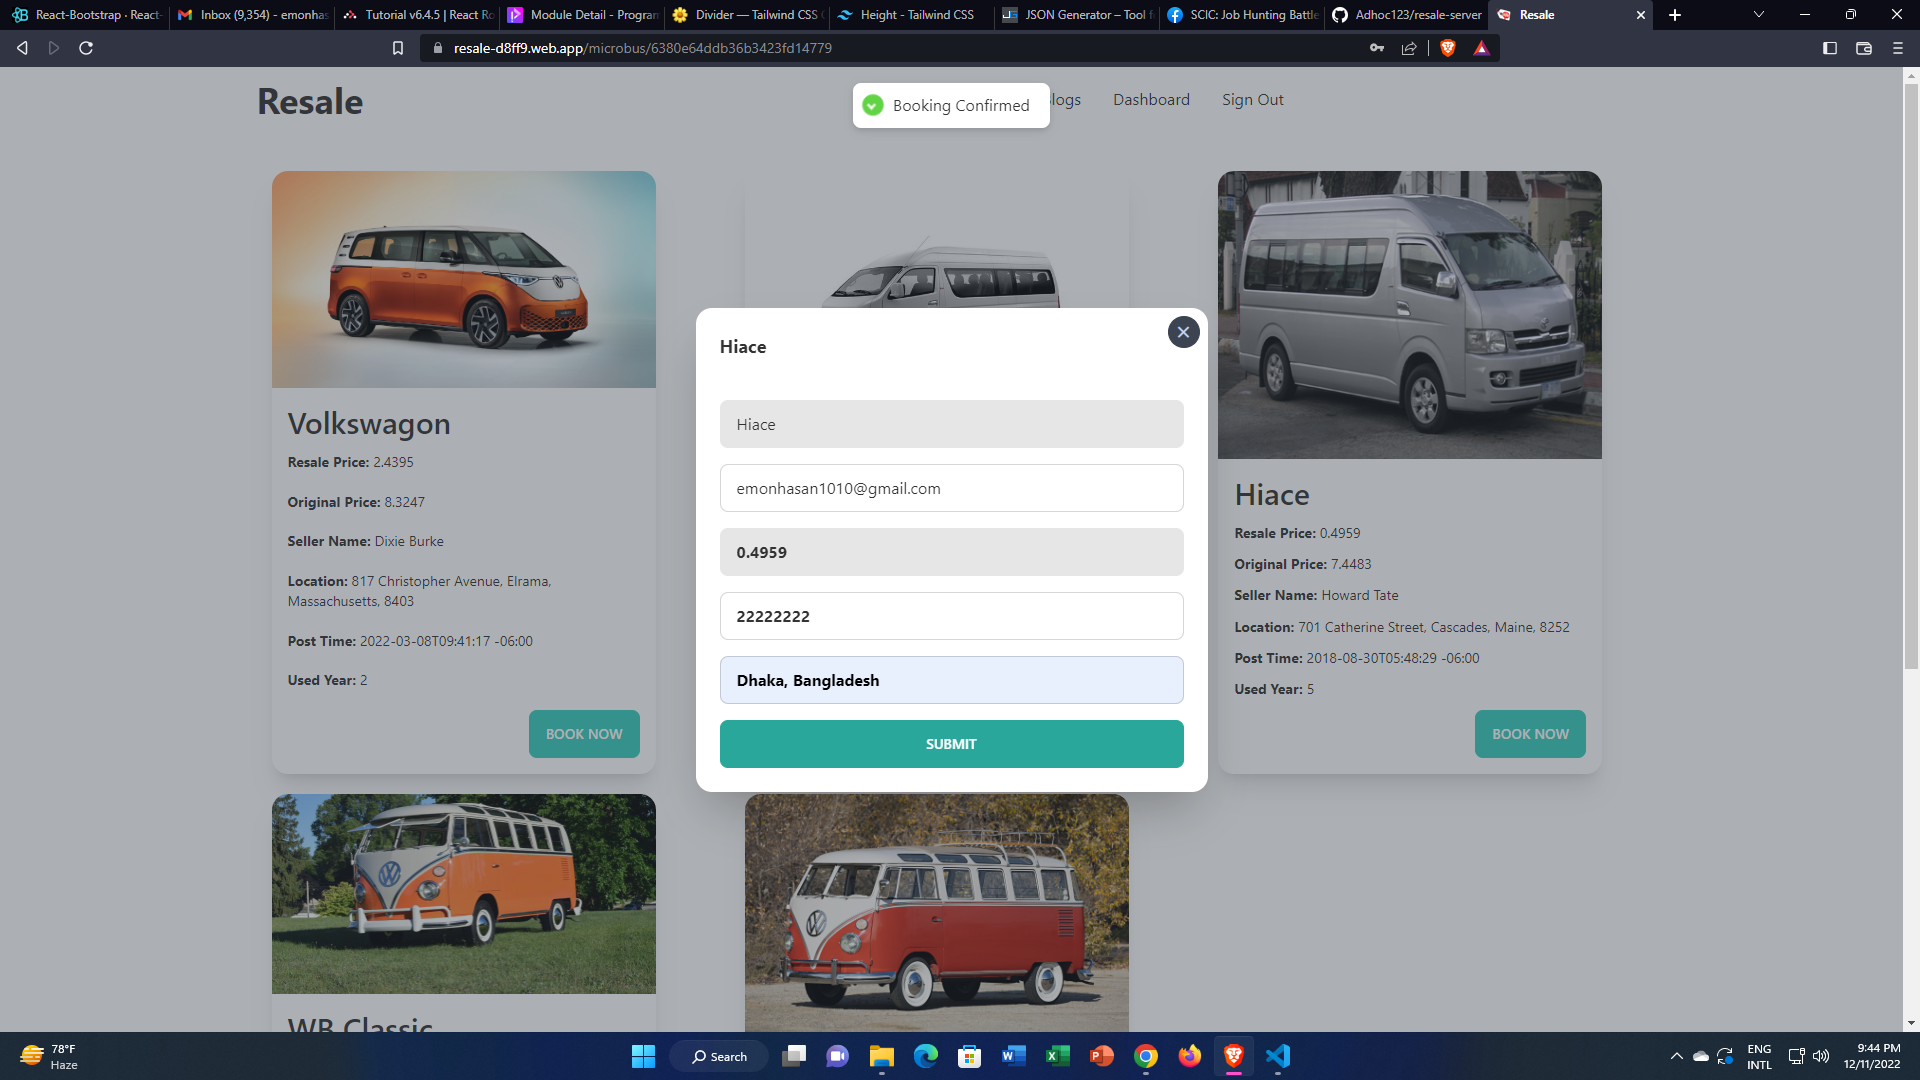 React-Bootstrap · React-
Inbox (9,354) - emonhas
Tutorial v6.4.5 | React Ro
Module Detail - Program
Divider — Tailwind CSS C
Height - Tailwind CSS
JSON Generator – Tool f
SCIC: Job Hunting Battle
Adhoc123/resale-server
Resale
resale-d8ff9.web.app/microbus/6380e64ddb36b3423fd14779
Resale
Booking Confirmed
logs
Dashboard
Sign Out
Hiace
Hiace
emonhasan1010@gmail.com
0.4959
22222222
Dhaka, Bangladesh
SUBMIT
Volkswagon
Resale Price: 2.4395
Original Price: 8.3247
Seller Name: Dixie Burke
Location: 817 Christopher Avenue, Elrama,
Massachusetts, 8403
Post Time: 2022-03-08T09:41:17 -06:00
Used Year: 2
BOOK NOW
Hiace
Resale Price: 0.4959
Original Price: 7.4483
Seller Name: Howard Tate
Location: 701 Catherine Street, Cascades, Maine, 8252
Post Time: 2018-08-30T05:48:29 -06:00
Used Year: 5
BOOK NOW
WB Classic
78°F
Haze
Search
ENG
INTL
9:44 PM
12/11/2022